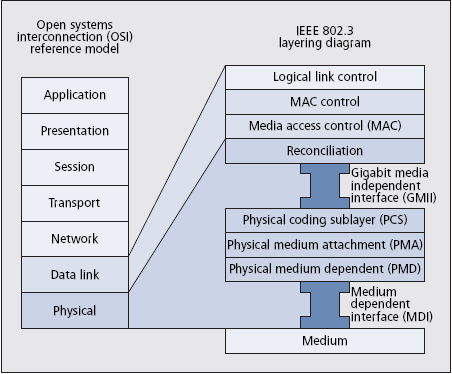 Open systems
interconnection (OSI)
reference model
Application
Presentation
Session
Transport
Network
Data link
Physical
IEEE 802.3
layering diagram
Logical link control
MAC control
Media access control (MAC)
Reconciliation
Gigabit media
independent
interface (GMII)
Physical coding sublayer (PCS)
Physical medium attachment (PMA)
Physical medium dependent (PMD)
Medium
dependent
interface (MDI)
Medium